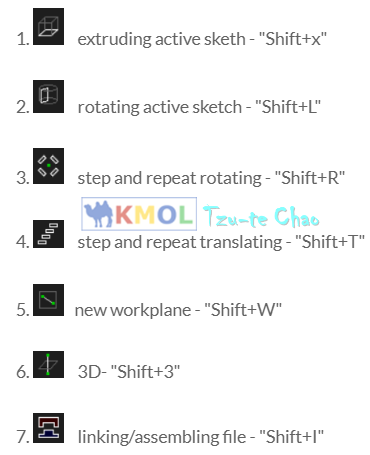 1. extruding active sketh - "Shift+x"
2. rotating active sketch - "Shift+L"
3. step and repeat rotating - "Shift+R"
KMOL Tzu-te Chao
4. step and repeat translating - "Shift+T"
5. new workplane - "Shift+W"
6. 3D- "Shift+3"
7. linking/assembling file - "Shift+I"